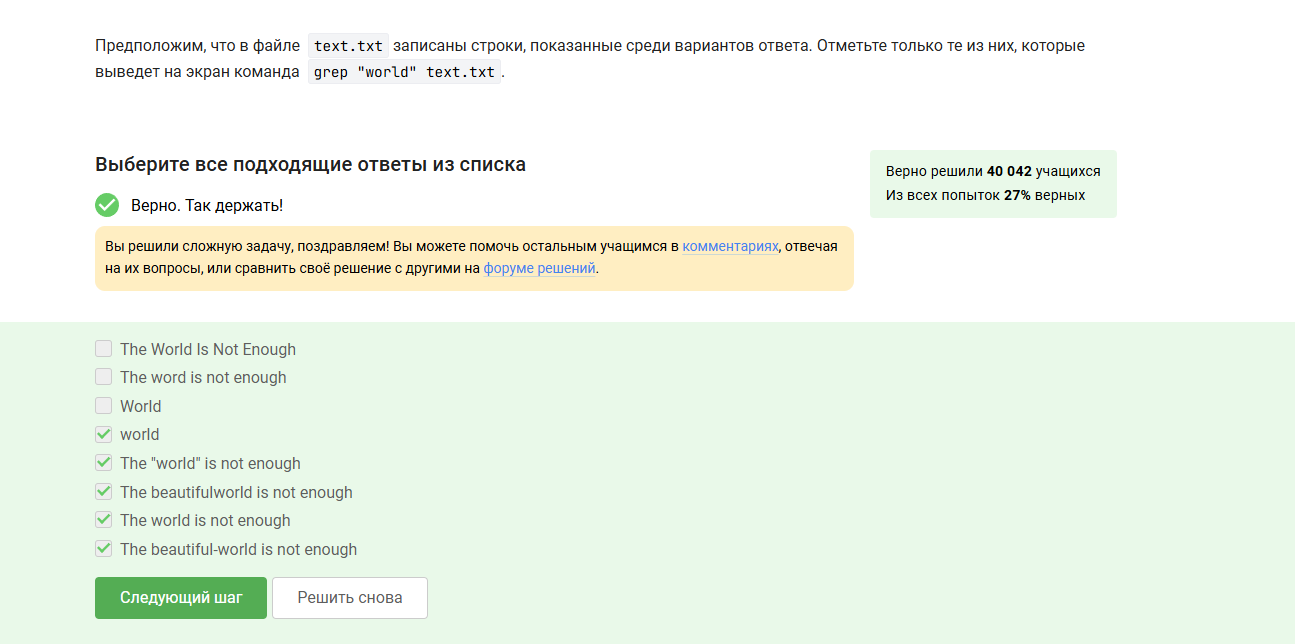 Предположим, что в файле text.txt записаны строки, показанные среди вариантов ответа. Отметьте только те из них, которые
выведет на экран команда grep "world" text.txt.
Выберите все подходящие ответы из списка
Верно. Так держать!
Вы решили сложную задачу, поздравляем! Вы можете помочь остальным учащимся в комментариях, отвечая
на их вопросы, или сравнить своё решение с другими на форуме решений.
Верно решили 40 042 учащихся
Из всех попыток 27% верных
The World Is Not Enough
The word is not enough
World
world
The "world" is not enough
The beautifulworld is not enough
The world is not enough
The beautiful-world is not enough
Следующий шаг
Решить снова